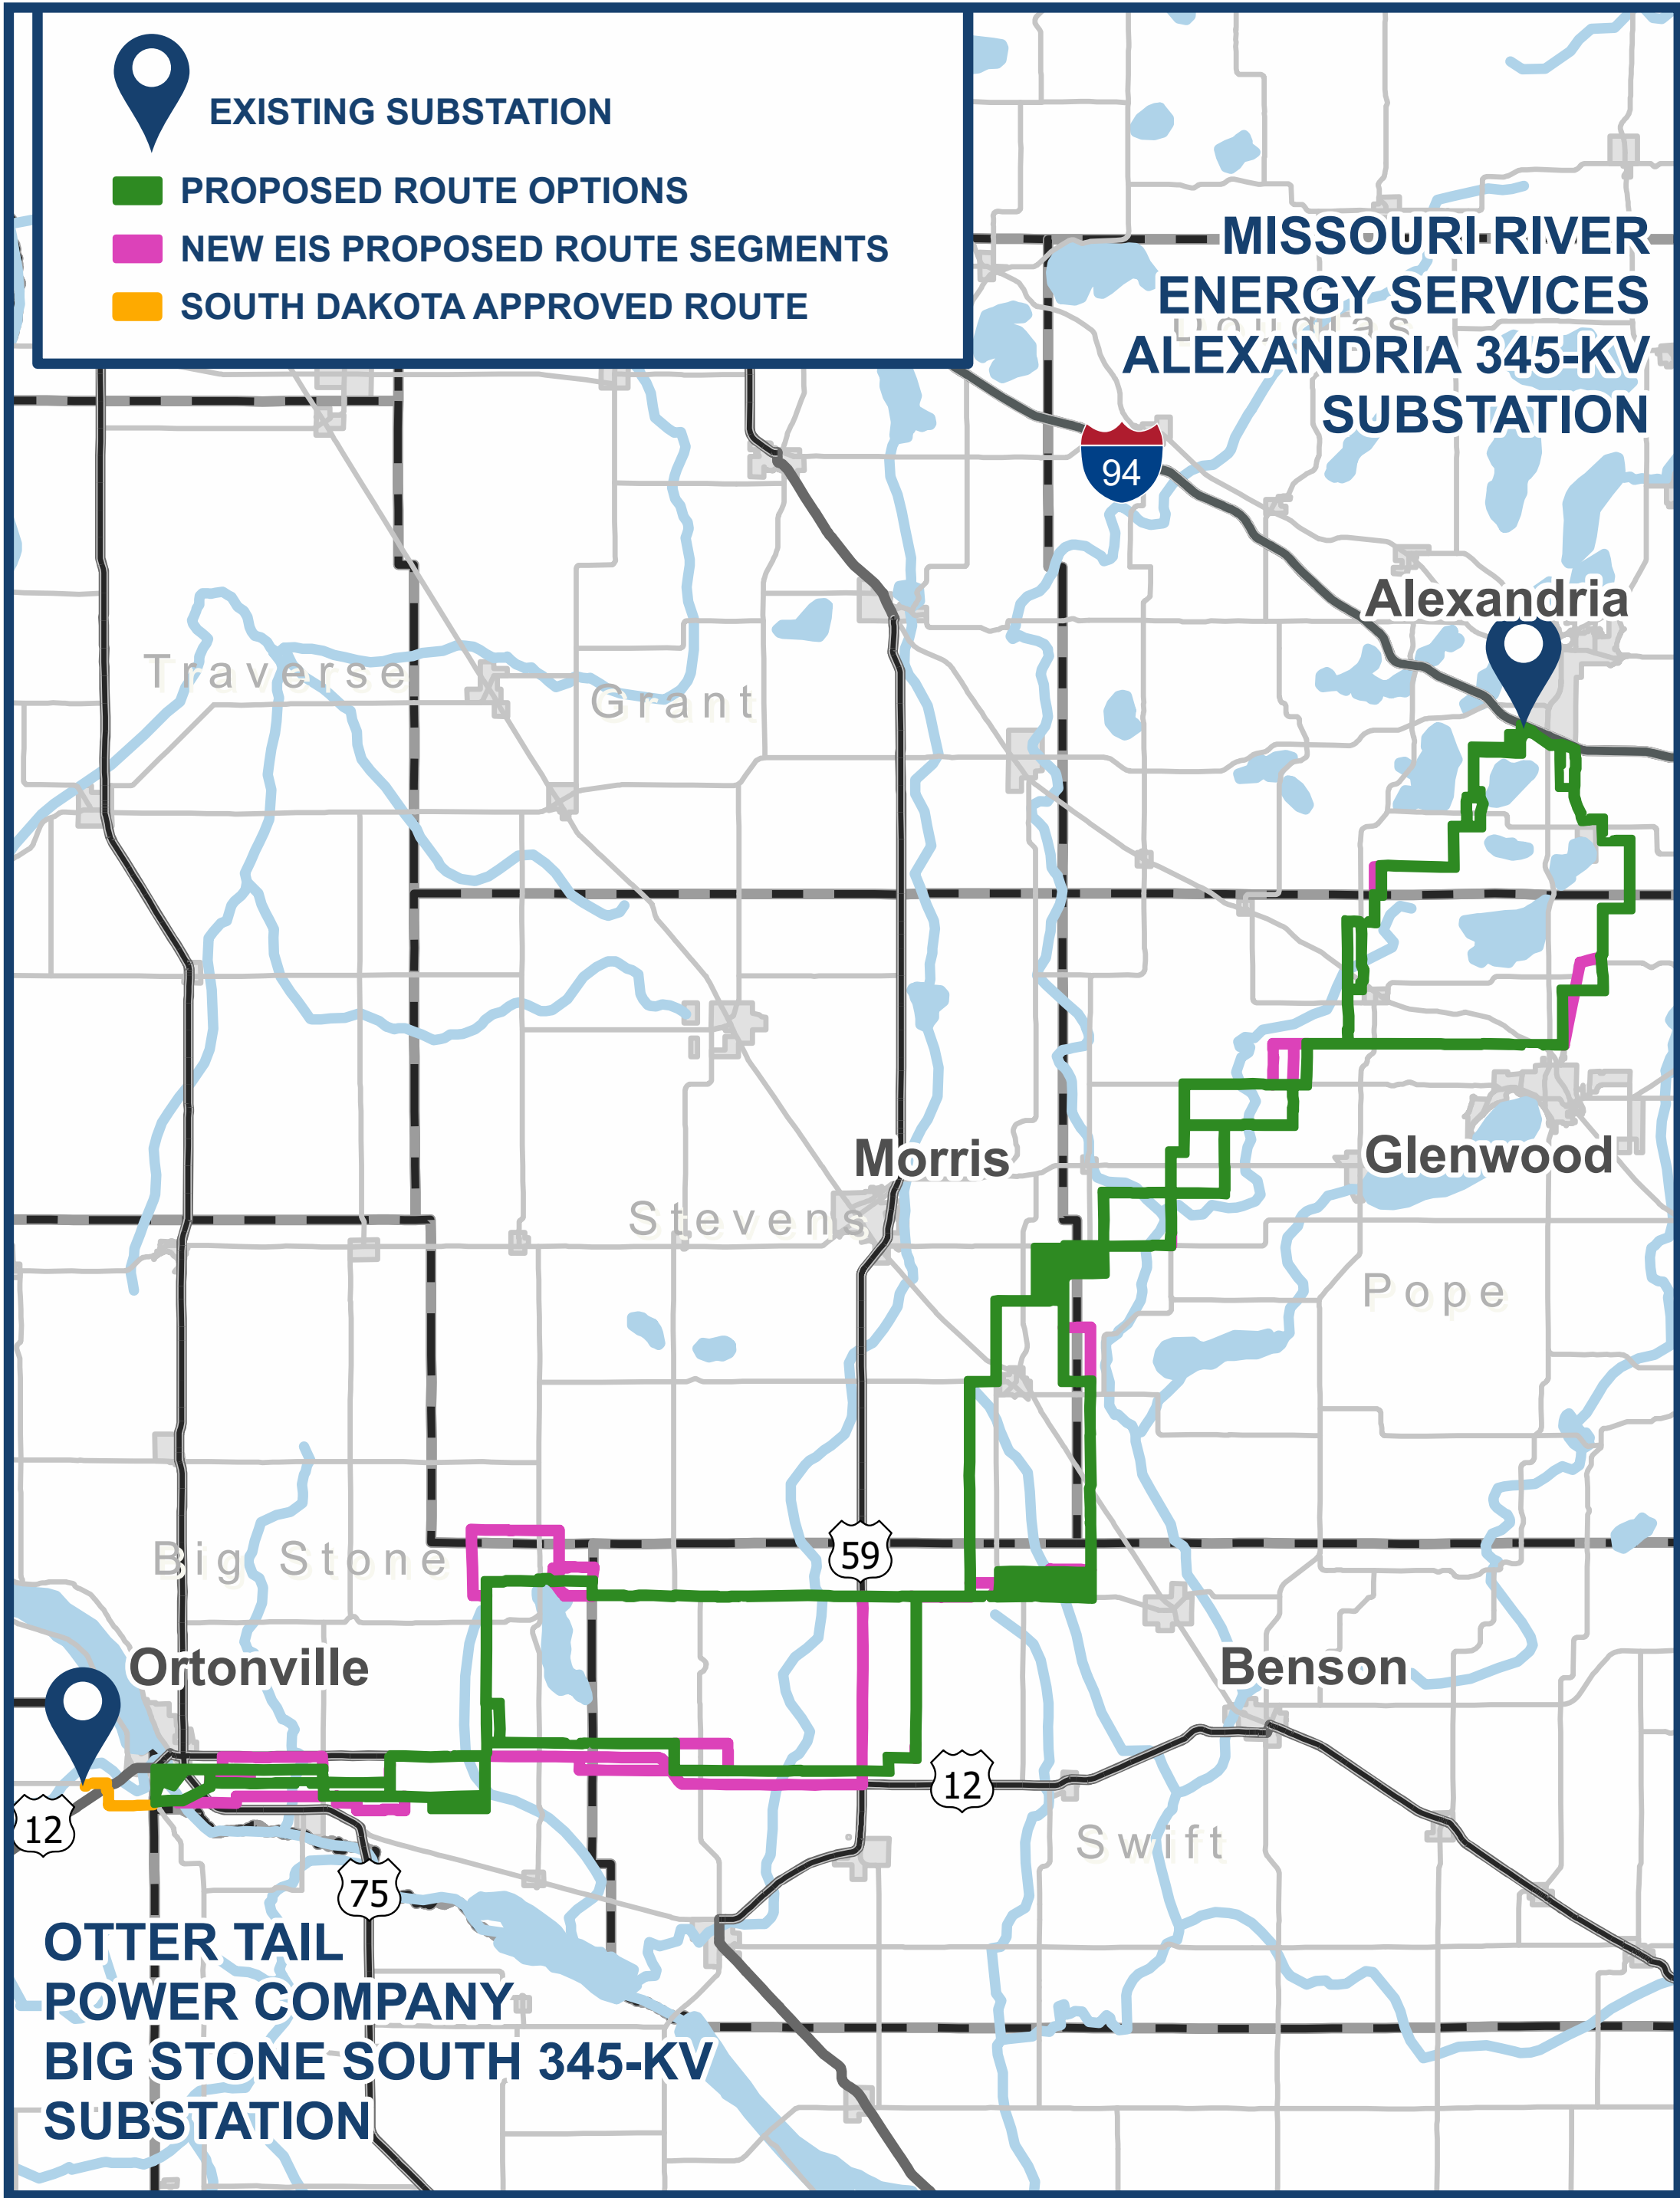 EXISTING SUBSTATION
PROPOSED ROUTE OPTIONS
NEW EIS PROPOSED ROUTE SEGMENTS
SOUTH DAKOTA APPROVED ROUTE
MISSOURI RIVER
ENERGY SERVICES
Douglas
ALEXANDRIA 345-KV
SUBSTATION
94
Alexandria
Traverse
Grant
Morris
Glenwood
Stevens
Pope
59
Big Stone
Ortonville
Benson
12
12
Swift
75
OTTER TAIL
POWER COMPANY
BIG STONE SOUTH 345-KV
SUBSTATION